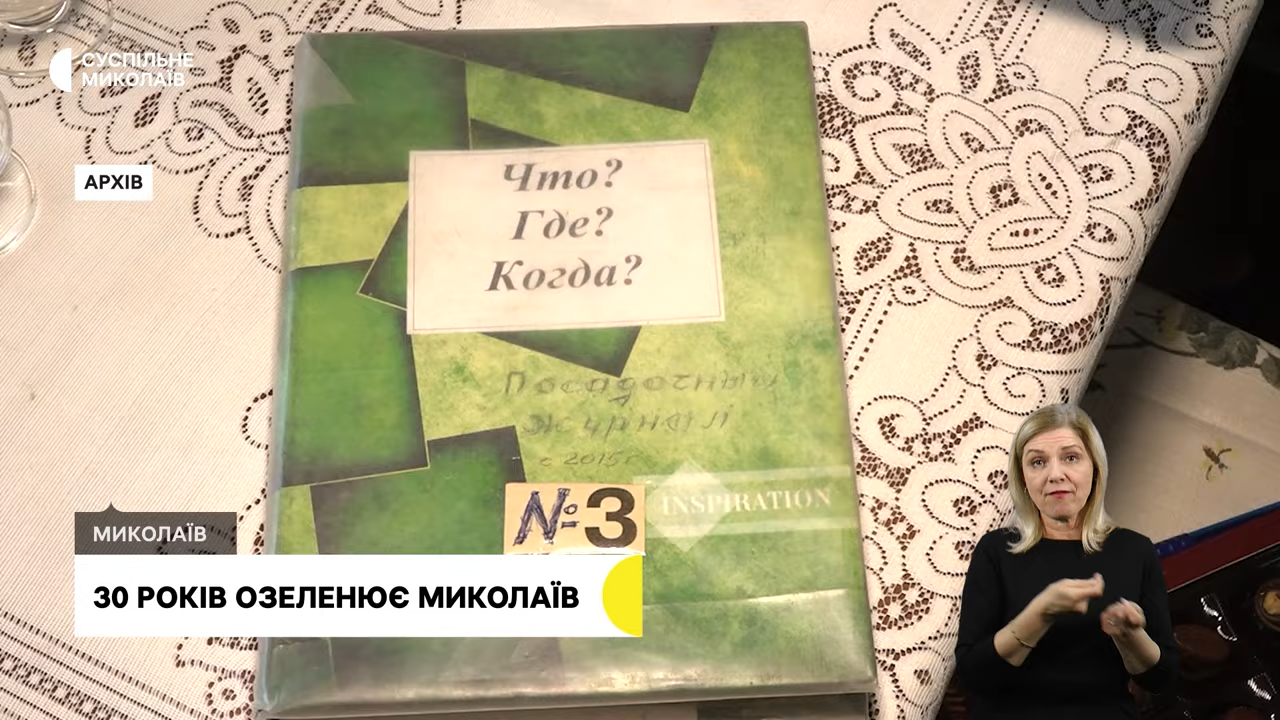 СУСПІЛЬНЕ
МИКОЛАЇВ
АРХІВ
Что?
Где?
Когда?
Посадочный
журнал
с 2015г
№3
INSPIRATION
МИКОЛАЇВ
30 РОКІВ ОЗЕЛЕНЮЄ МИКОЛАЇВ